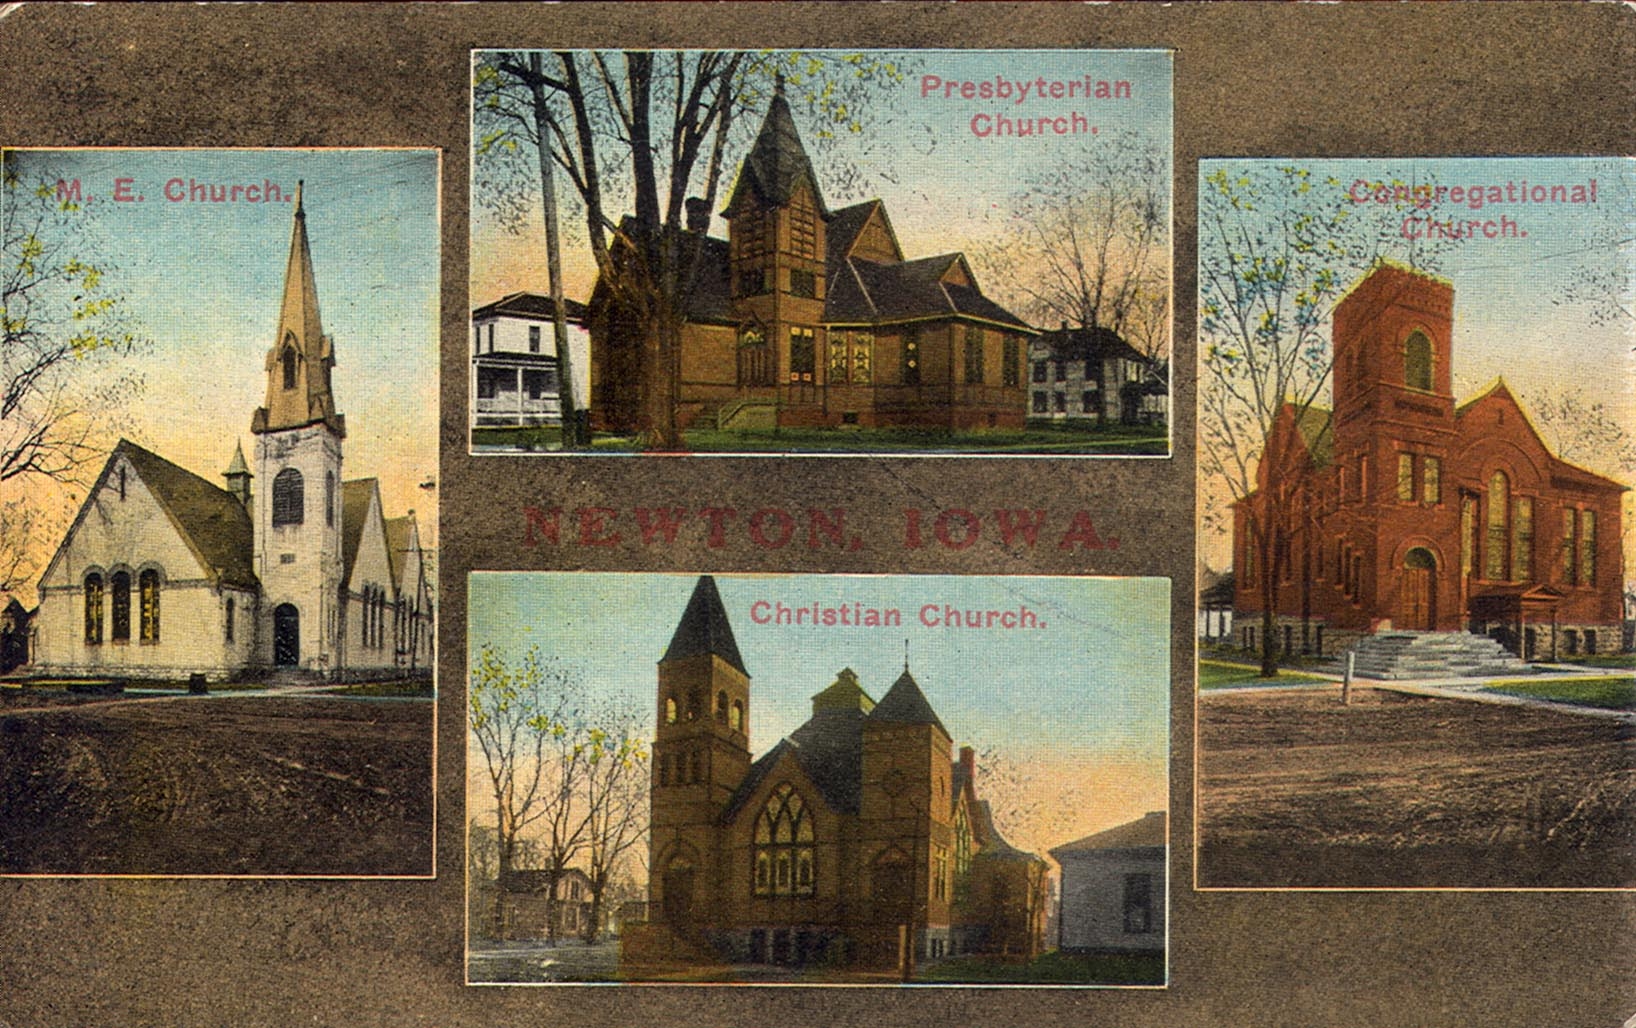 M. E. Church.
Presbyterian
Church.
Congregational
Church.
NEWTON, IOWA.
Christian Church.